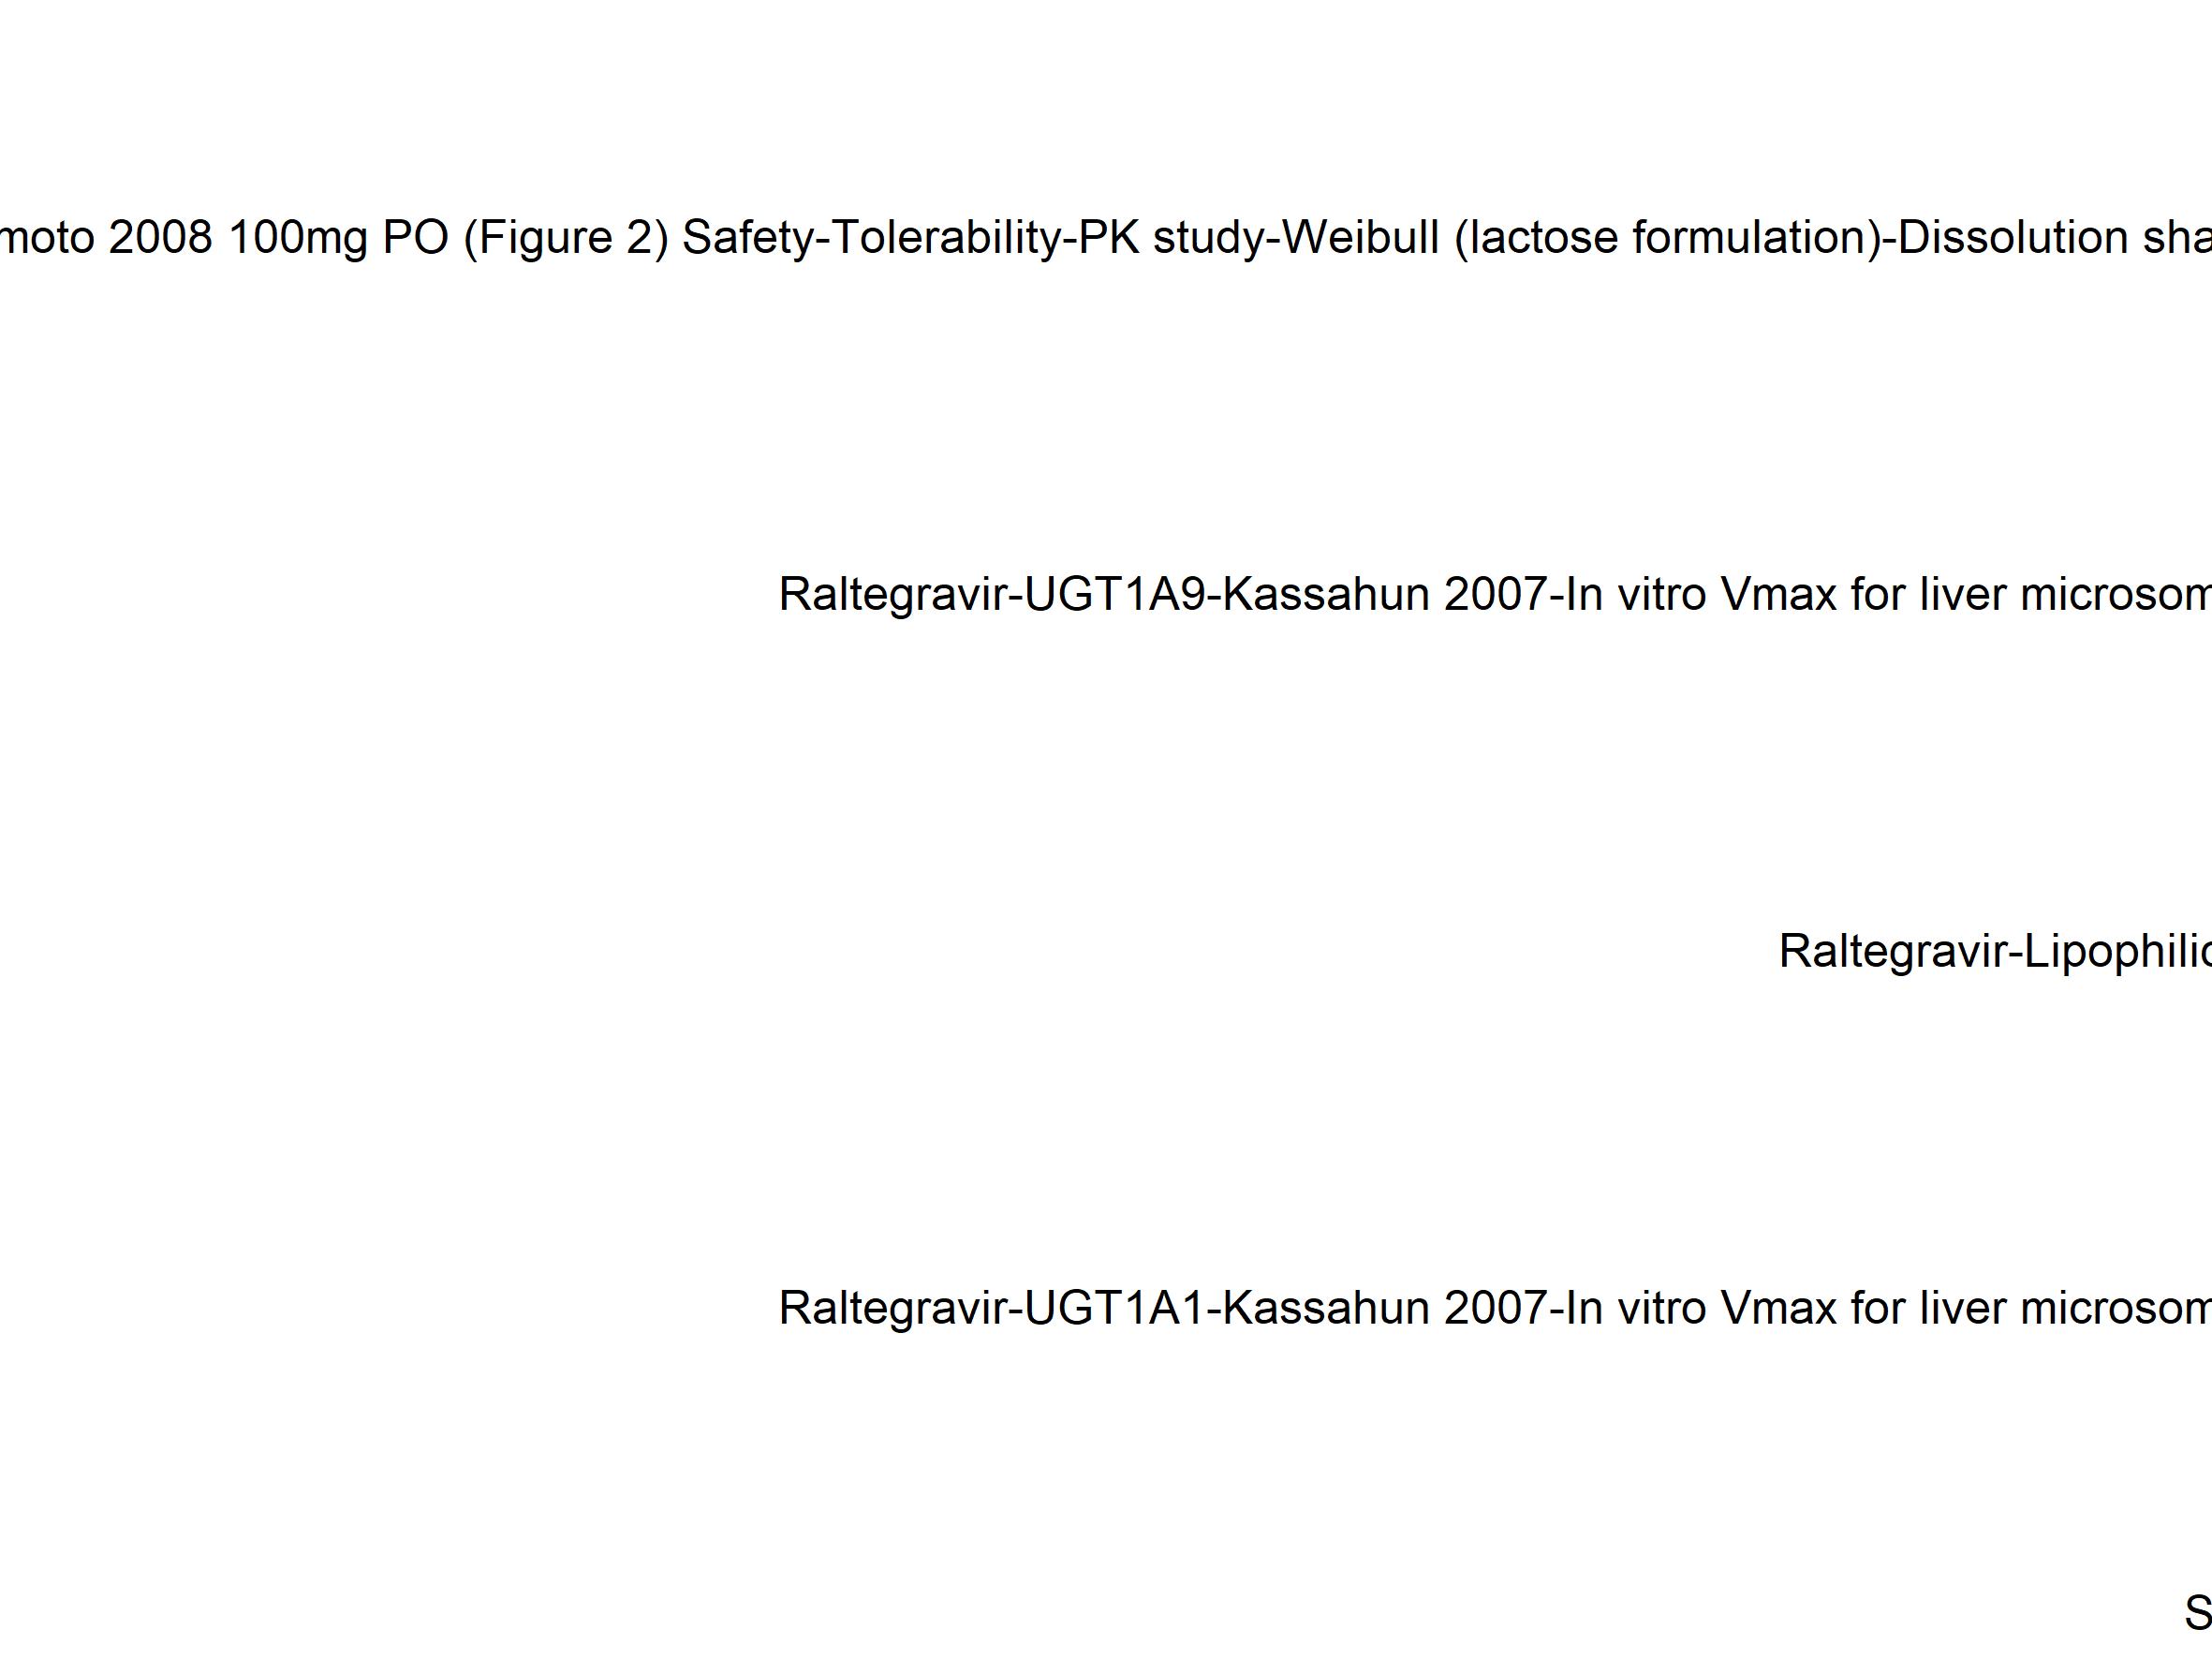 moto 2008 100mg PO (Figure 2) Safety-Tolerability-PK study-Weibull (lactose formulation)-Dissolution sha
Raltegravir-UGT1A9-Kassahun 2007-In vitro Vmax for liver microsom
Raltegravir-Lipophilic
Raltegravir-UGT1A1-Kassahun 2007-In vitro Vmax for liver microsom
S